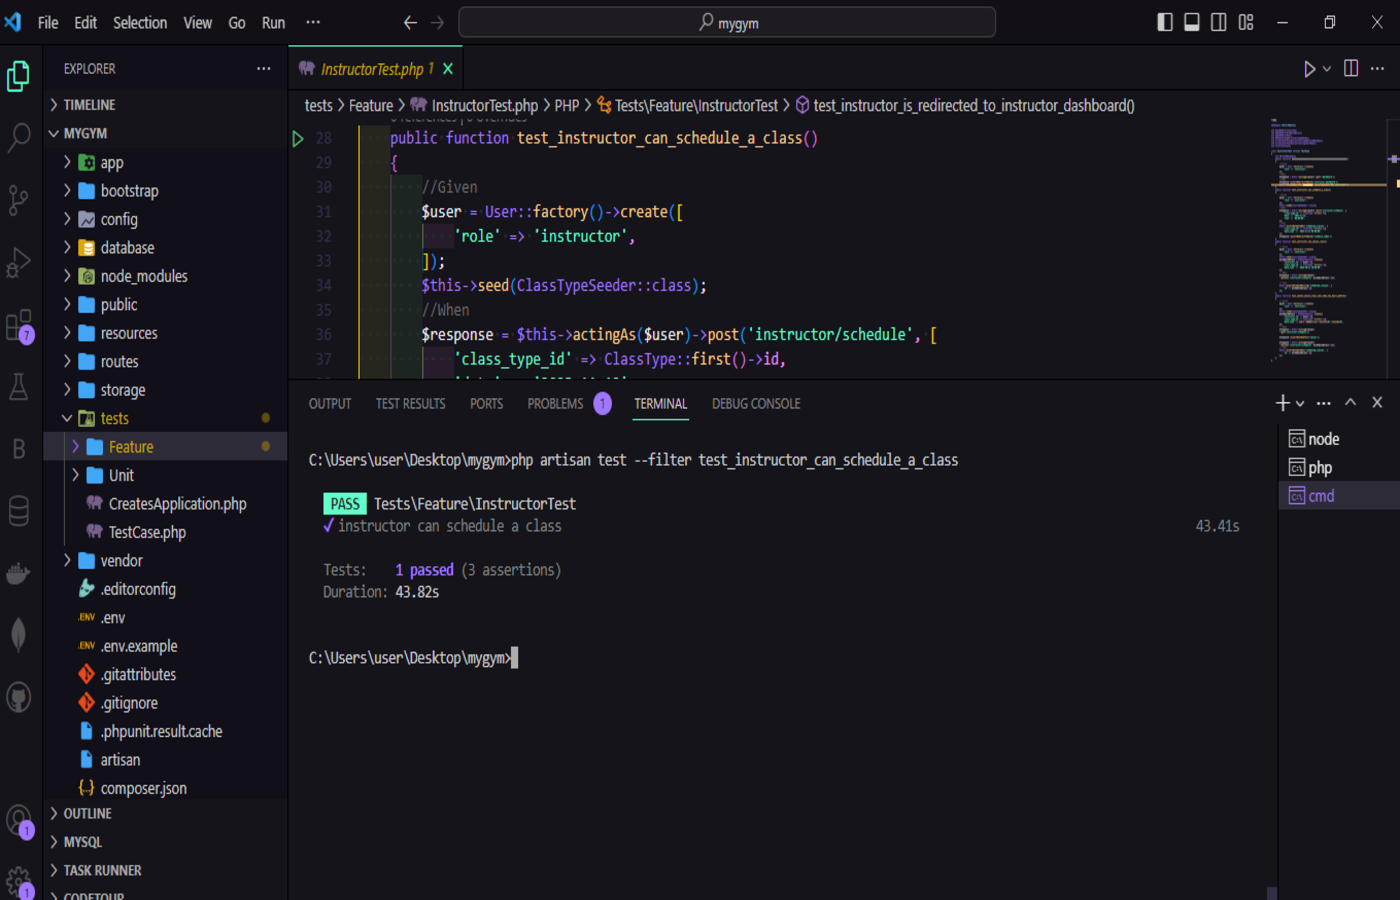 File Edit Selection View Go Run ···
mygym
EXPLORER ···
TIMELINE
MYGYM
app
bootstrap
config
database
node_modules
public
resources
routes
storage
tests
Feature
Unit
CreatesApplication.php
TestCase.php
vendor
.editorconfig
.ENV .env
.ENV .env.example
.gitattributes
.gitignore
.phpunit.result.cache
artisan
composer.json
OUTLINE
MYSQL
TASK RUNNER
CODETOUR
7
1
1
InstructorTest.php 1
tests > Feature > InstructorTest.php > PHP > Tests\Feature\InstructorTest > test_instructor_is_redirected_to_instructor_dashboard()
28 public function test_instructor_can_schedule_a_class()
29 {
30 //Given
31 $user = User::factory()->create([
32 'role' => 'instructor',
33 ]);
34 $this->seed(ClassTypeSeeder::class);
35 //When
36 $response = $this->actingAs($user)->post('instructor/schedule', [
37 'class_type_id' => ClassType::first()->id,
OUTPUT TEST RESULTS PORTS PROBLEMS 1 TERMINAL DEBUG CONSOLE
C:\Users\user\Desktop\mygym>php artisan test --filter test_instructor_can_schedule_a_class
PASS Tests\Feature\InstructorTest
✓ instructor can schedule a class 43.41s
Tests: 1 passed (3 assertions)
Duration: 43.82s
C:\Users\user\Desktop\mygym>
node
php
cmd